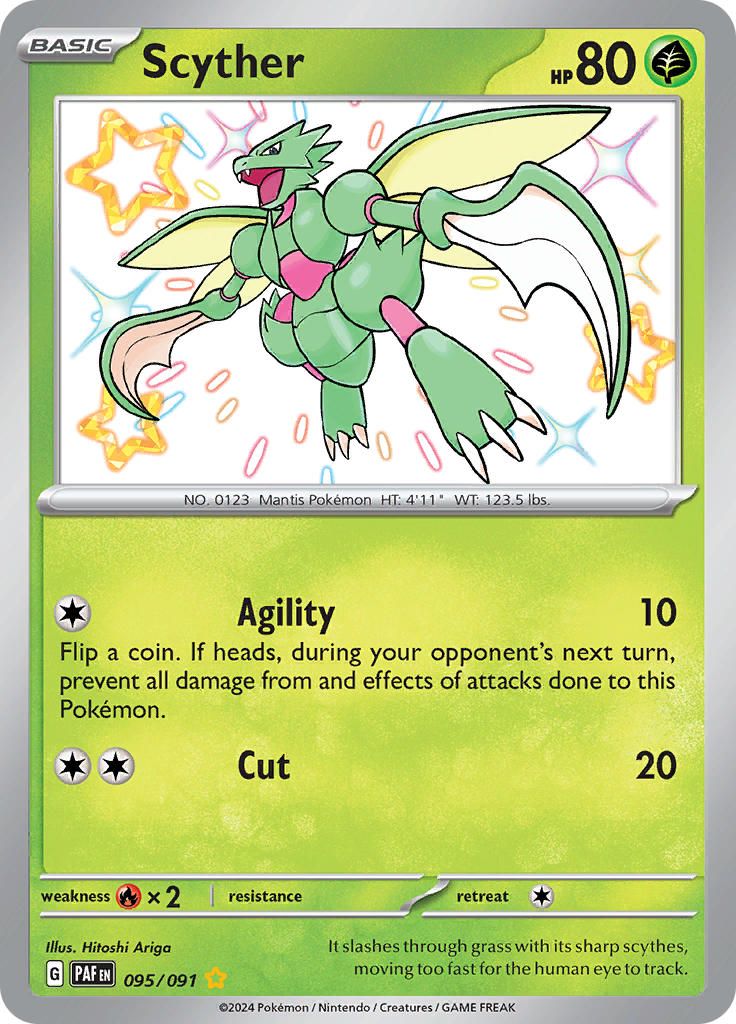 BASIC Scyther HP 80
NO. 0123 Mantis Pokémon HT: 4'11" WT: 123.5 lbs.
Agility 10
Flip a coin. If heads, during your opponent's next turn,
prevent all damage from and effects of attacks done to this
Pokémon.
Cut 20
weakness ×2 resistance retreat
Illus. Hitoshi Ariga
G PAF EN 095/091
It slashes through grass with its sharp scythes,
moving too fast for the human eye to track.
©2024 Pokémon / Nintendo / Creatures / GAME FREAK